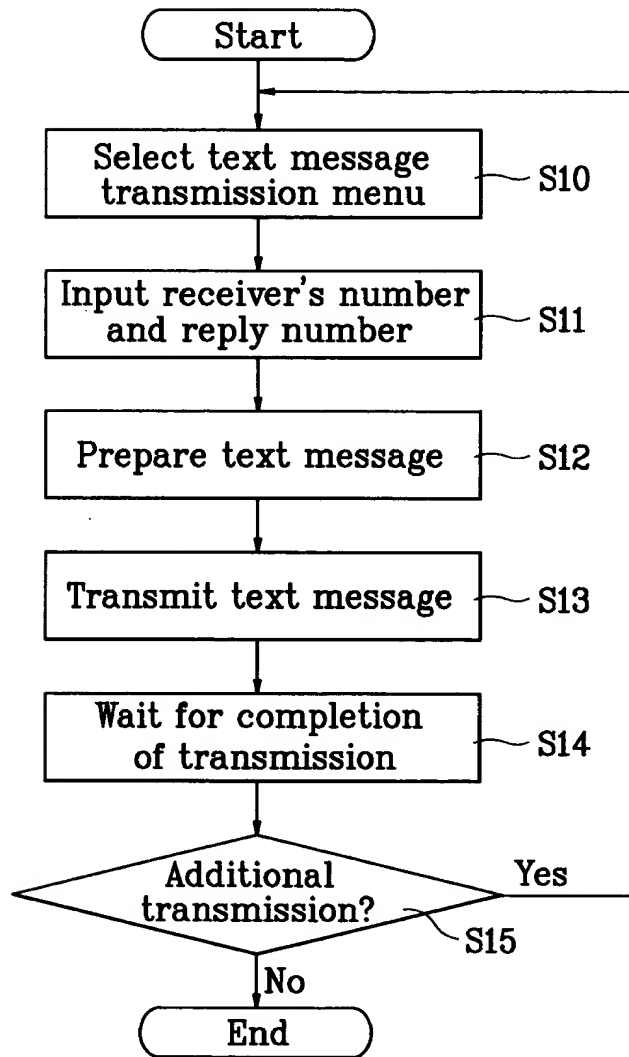 Start
Select text message
transmission menu
S10
Input receiver's number
and reply number
S11
Prepare text message
S12
Transmit text message
S13
Wait for completion
of transmission
S14
Additional
transmission?
S15
Yes
No
End